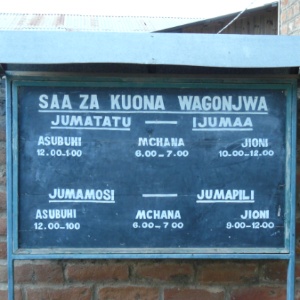 SAA ZA KUONA WAGONJWA
JUMATATU — IJUMAA
ASUBUHI MCHANA JIONI
12.00-1.00 6.00-7.00 10.00-12.00
JUMAMOSI — JUMAPILI
ASUBUHI MCHANA JIONI
12.00-100 6.00-7.00 9.00-12.00